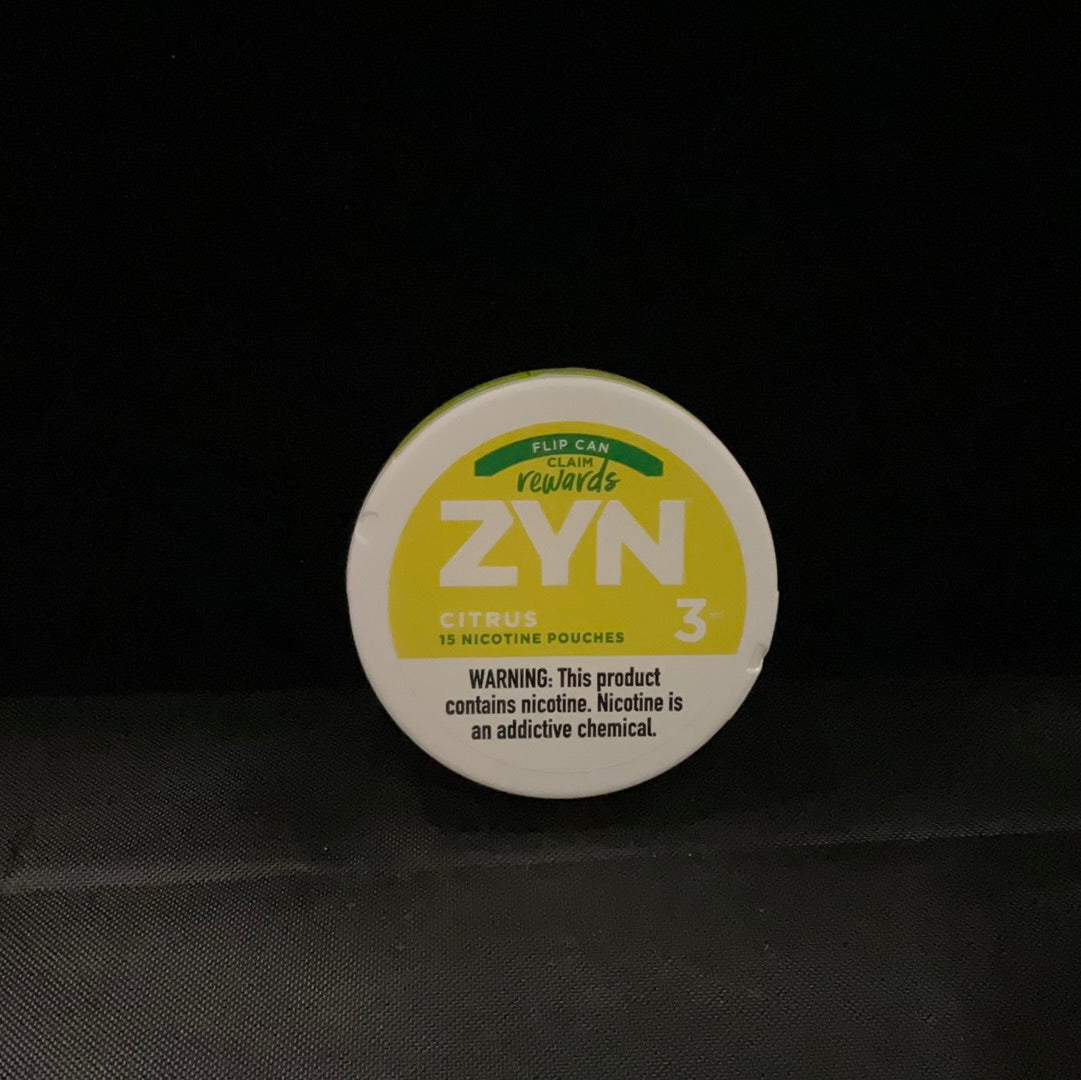 FLIP CAN
CLAIM
rewards
ZYN
CITRUS
3
15 NICOTINE POUCHES
WARNING: This product
contains nicotine. Nicotine is
an addictive chemical.